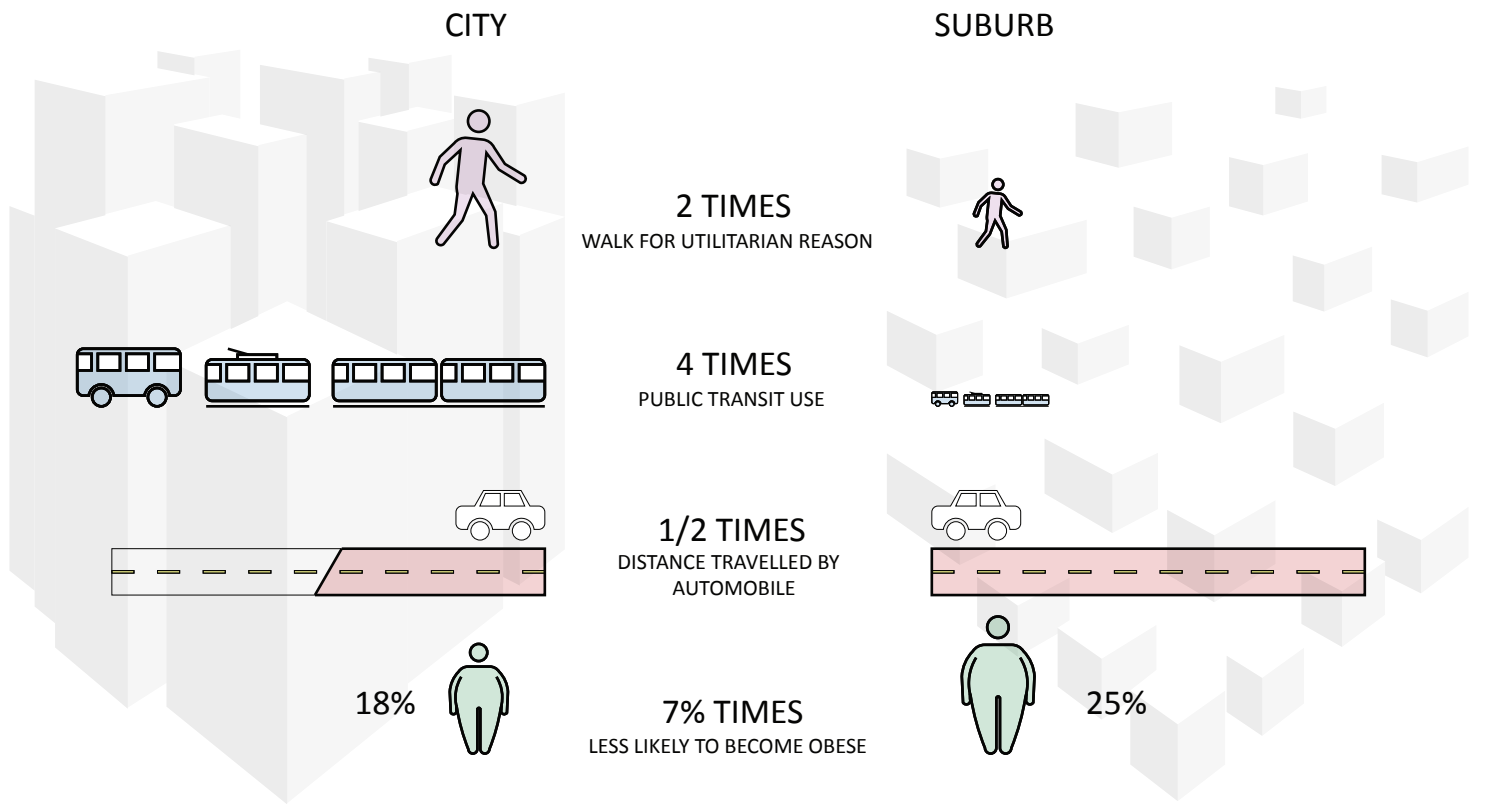 CITY
SUBURB
2 TIMES
WALK FOR UTILITARIAN REASON
4 TIMES
PUBLIC TRANSIT USE
1/2 TIMES
DISTANCE TRAVELLED BY
AUTOMOBILE
18%
7% TIMES
LESS LIKELY TO BECOME OBESE
25%